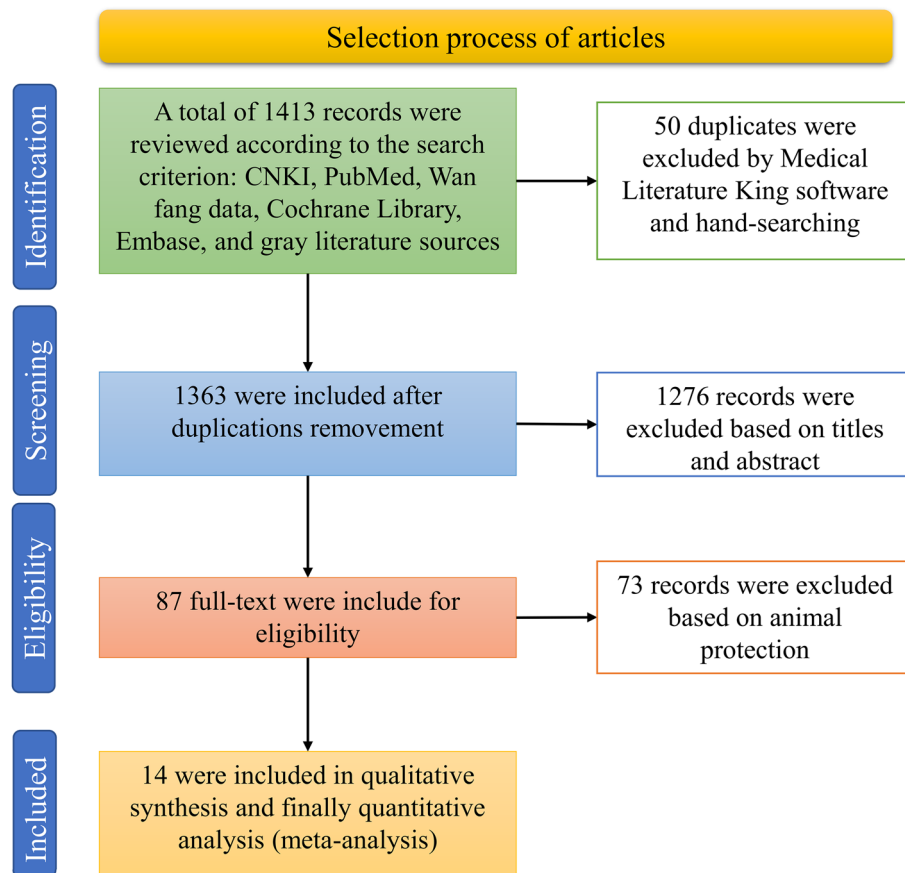 Selection process of articles
Identification
A total of 1413 records were
reviewed according to the search
criterion: CNKI, PubMed, Wan
fang data, Cochrane Library,
Embase, and gray literature sources
50 duplicates were
excluded by Medical
Literature King software
and hand-searching
Screening
1363 were included after
duplications removement
1276 records were
excluded based on titles
and abstract
Eligibility
87 full-text were include for
eligibility
73 records were excluded
based on animal
protection
Included
14 were included in qualitative
synthesis and finally quantitative
analysis (meta-analysis)